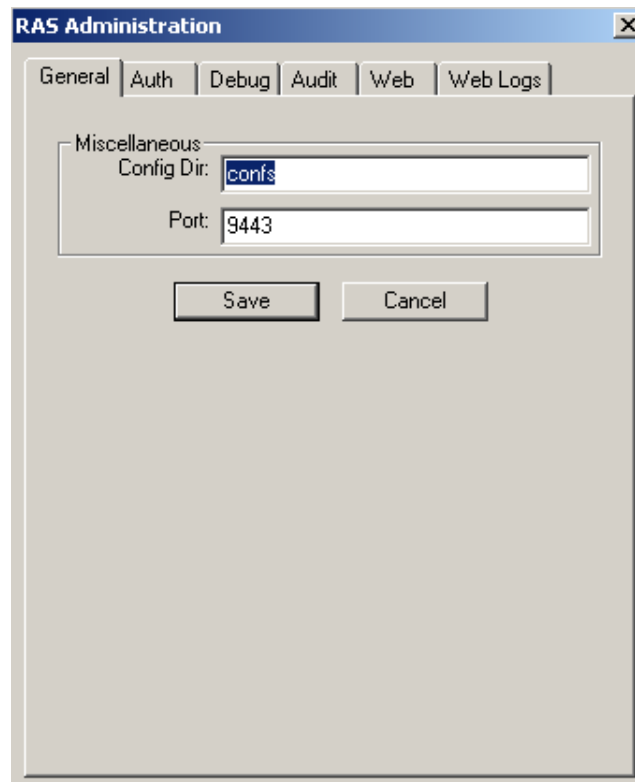 RAS Administration
General Auth Debug Audit Web Web Logs
Miscellaneous
Config Dir: confs
Port: 9443
Save Cancel